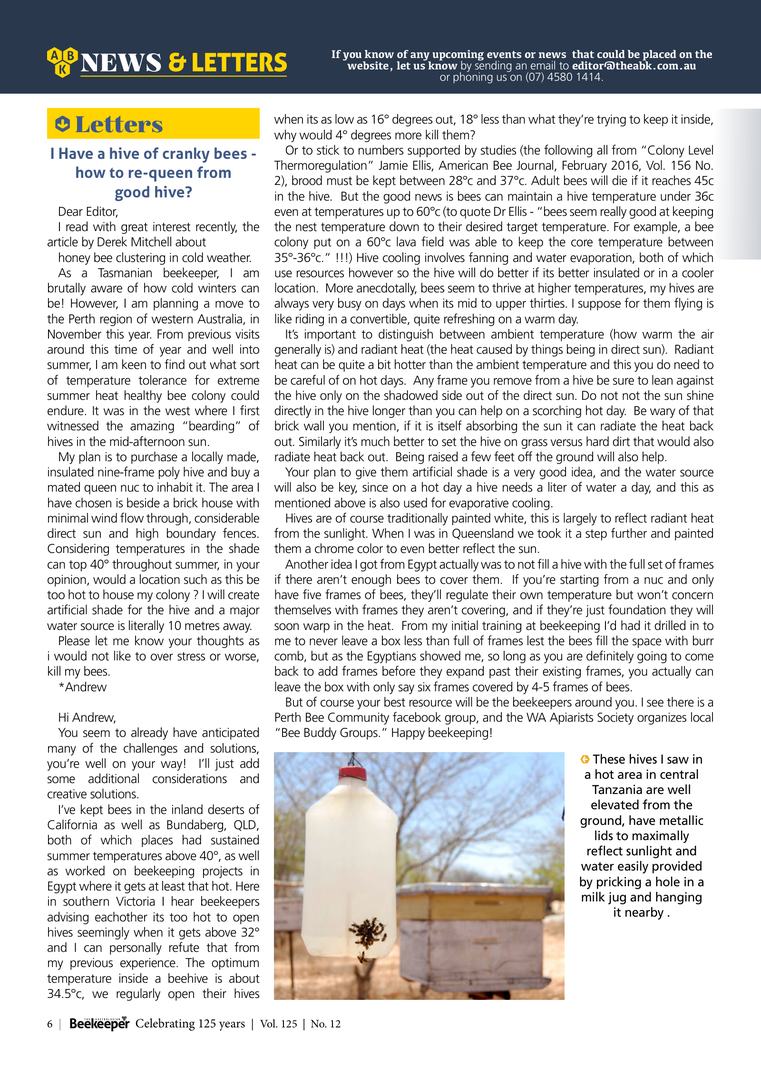 A B K
NEWS & LETTERS
If you know of any upcoming events or news that could be placed on the
website, let us know by sending an email to editor@theabk.com.au
or phoning us on (07) 4580 1414.
Letters
I Have a hive of cranky bees -
how to re-queen from
good hive?
Dear Editor,
I read with great interest recently, the
article by Derek Mitchell about
honey bee clustering in cold weather.
As a Tasmanian beekeeper, I am
brutally aware of how cold winters can
be! However, I am planning a move to
the Perth region of western Australia, in
November this year. From previous visits
around this time of year and well into
summer, I am keen to find out what sort
of temperature tolerance for extreme
summer heat healthy bee colony could
endure. It was in the west where I first
witnessed the amazing “bearding” of
hives in the mid-afternoon sun.
My plan is to purchase a locally made,
insulated nine-frame poly hive and buy a
mated queen nuc to inhabit it. The area I
have chosen is beside a brick house with
minimal wind flow through, considerable
direct sun and high boundary fences.
Considering temperatures in the shade
can top 40° throughout summer, in your
opinion, would a location such as this be
too hot to house my colony ? I will create
artificial shade for the hive and a major
water source is literally 10 metres away.
Please let me know your thoughts as
i would not like to over stress or worse,
kill my bees.
*Andrew
Hi Andrew,
You seem to already have anticipated
many of the challenges and solutions,
you’re well on your way! I’ll just add
some additional considerations and
creative solutions.
I’ve kept bees in the inland deserts of
California as well as Bundaberg, QLD,
both of which places had sustained
summer temperatures above 40°, as well
as worked on beekeeping projects in
Egypt where it gets at least that hot. Here
in southern Victoria I hear beekeepers
advising eachother its too hot to open
hives seemingly when it gets above 32°
and I can personally refute that from
my previous experience. The optimum
temperature inside a beehive is about
34.5°c, we regularly open their hives
when its as low as 16° degrees out, 18° less than what they’re trying to keep it inside,
why would 4° degrees more kill them?
Or to stick to numbers supported by studies (the following all from “Colony Level
Thermoregulation” Jamie Ellis, American Bee Journal, February 2016, Vol. 156 No.
2), brood must be kept between 28°c and 37°c. Adult bees will die if it reaches 45c
in the hive. But the good news is bees can maintain a hive temperature under 36c
even at temperatures up to 60°c (to quote Dr Ellis - “bees seem really good at keeping
the nest temperature down to their desired target temperature. For example, a bee
colony put on a 60°c lava field was able to keep the core temperature between
35°-36°c.” !!!) Hive cooling involves fanning and water evaporation, both of which
use resources however so the hive will do better if its better insulated or in a cooler
location. More anecdotally, bees seem to thrive at higher temperatures, my hives are
always very busy on days when its mid to upper thirties. I suppose for them flying is
like riding in a convertible, quite refreshing on a warm day.
It’s important to distinguish between ambient temperature (how warm the air
generally is) and radiant heat (the heat caused by things being in direct sun). Radiant
heat can be quite a bit hotter than the ambient temperature and this you do need to
be careful of on hot days. Any frame you remove from a hive be sure to lean against
the hive only on the shadowed side out of the direct sun. Do not not the sun shine
directly in the hive longer than you can help on a scorching hot day. Be wary of that
brick wall you mention, if it is itself absorbing the sun it can radiate the heat back
out. Similarly it’s much better to set the hive on grass versus hard dirt that would also
radiate heat back out. Being raised a few feet off the ground will also help.
Your plan to give them artificial shade is a very good idea, and the water source
will also be key, since on a hot day a hive needs a liter of water a day, and this as
mentioned above is also used for evaporative cooling.
Hives are of course traditionally painted white, this is largely to reflect radiant heat
from the sunlight. When I was in Queensland we took it a step further and painted
them a chrome color to even better reflect the sun.
Another idea I got from Egypt actually was to not fill a hive with the full set of frames
if there aren’t enough bees to cover them. If you’re starting from a nuc and only
have five frames of bees, they’ll regulate their own temperature but won’t concern
themselves with frames they aren’t covering, and if they’re just foundation they will
soon warp in the heat. From my initial training at beekeeping I’d had it drilled in to
me to never leave a box less than full of frames lest the bees fill the space with burr
comb, but as the Egyptians showed me, so long as you are definitely going to come
back to add frames before they expand past their existing frames, you actually can
leave the box with only say six frames covered by 4-5 frames of bees.
But of course your best resource will be the beekeepers around you. I see there is a
Perth Bee Community facebook group, and the WA Apiarists Society organizes local
“Bee Buddy Groups.” Happy beekeeping!
These hives I saw in
a hot area in central
Tanzania are well
elevated from the
ground, have metallic
lids to maximally
reflect sunlight and
water easily provided
by pricking a hole in a
milk jug and hanging
it nearby .
6 | Beekeeper Celebrating 125 years | Vol. 125 | No. 12